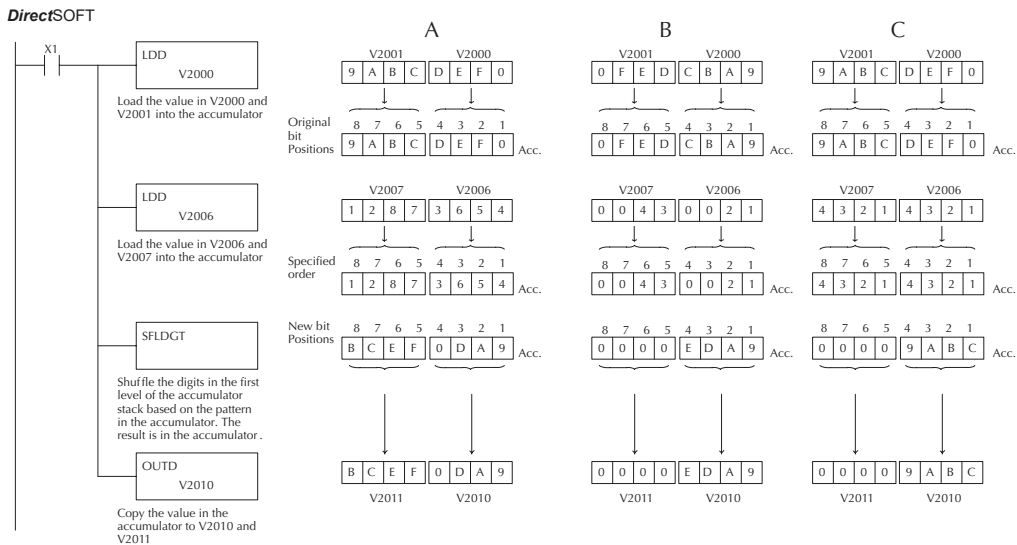 DirectSOFT
X1
LDD
V2000
Load the value in V2000 and
V2001 into the accumulator
LDD
V2006
Load the value in V2006 and
V2007 into the accumulator
SFLDGT
Shuffle the digits in the first
level of the accumulator
stack based on the pattern
in the accumulator. The
result is in the accumulator.
OUTD
V2010
Copy the value in the
accumulator to V2010 and
V2011
Original
bit
Positions
Specified
order
New bit
Positions
A
V2001 V2000
9 A B C D E F 0
8 7 6 5 4 3 2 1
9 A B C D E F 0 Acc.
V2007 V2006
1 2 8 7 3 6 5 4
8 7 6 5 4 3 2 1
1 2 8 7 3 6 5 4 Acc.
8 7 6 5 4 3 2 1
B C E F 0 D A 9 Acc.
B C E F 0 D A 9
V2011 V2010
B
V2001 V2000
0 F E D C B A 9
8 7 6 5 4 3 2 1
0 F E D C B A 9 Acc.
V2007 V2006
0 0 4 3 0 0 2 1
8 7 6 5 4 3 2 1
0 0 4 3 0 0 2 1 Acc.
8 7 6 5 4 3 2 1
0 0 0 0 E D A 9 Acc.
0 0 0 0 E D A 9
V2011 V2010
C
V2001 V2000
9 A B C D E F 0
8 7 6 5 4 3 2 1
9 A B C D E F 0 Acc.
V2007 V2006
4 3 2 1 4 3 2 1
8 7 6 5 4 3 2 1
4 3 2 1 4 3 2 1 Acc.
8 7 6 5 4 3 2 1
0 0 0 0 9 A B C Acc.
0 0 0 0 9 A B C
V2011 V2010